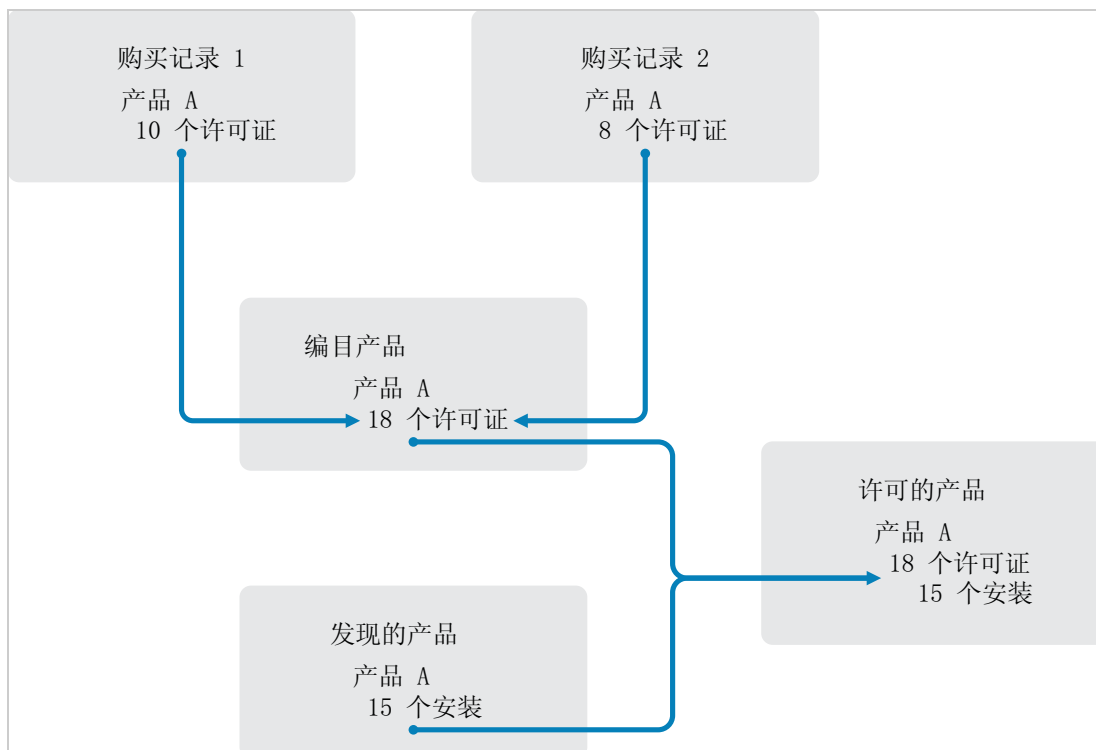 购买记录 1
产品 A
10 个许可证
购买记录 2
产品 A
8 个许可证
编目产品
产品 A
18 个许可证
许可的产品
产品 A
18 个许可证
15 个安装
发现的产品
产品 A
15 个安装